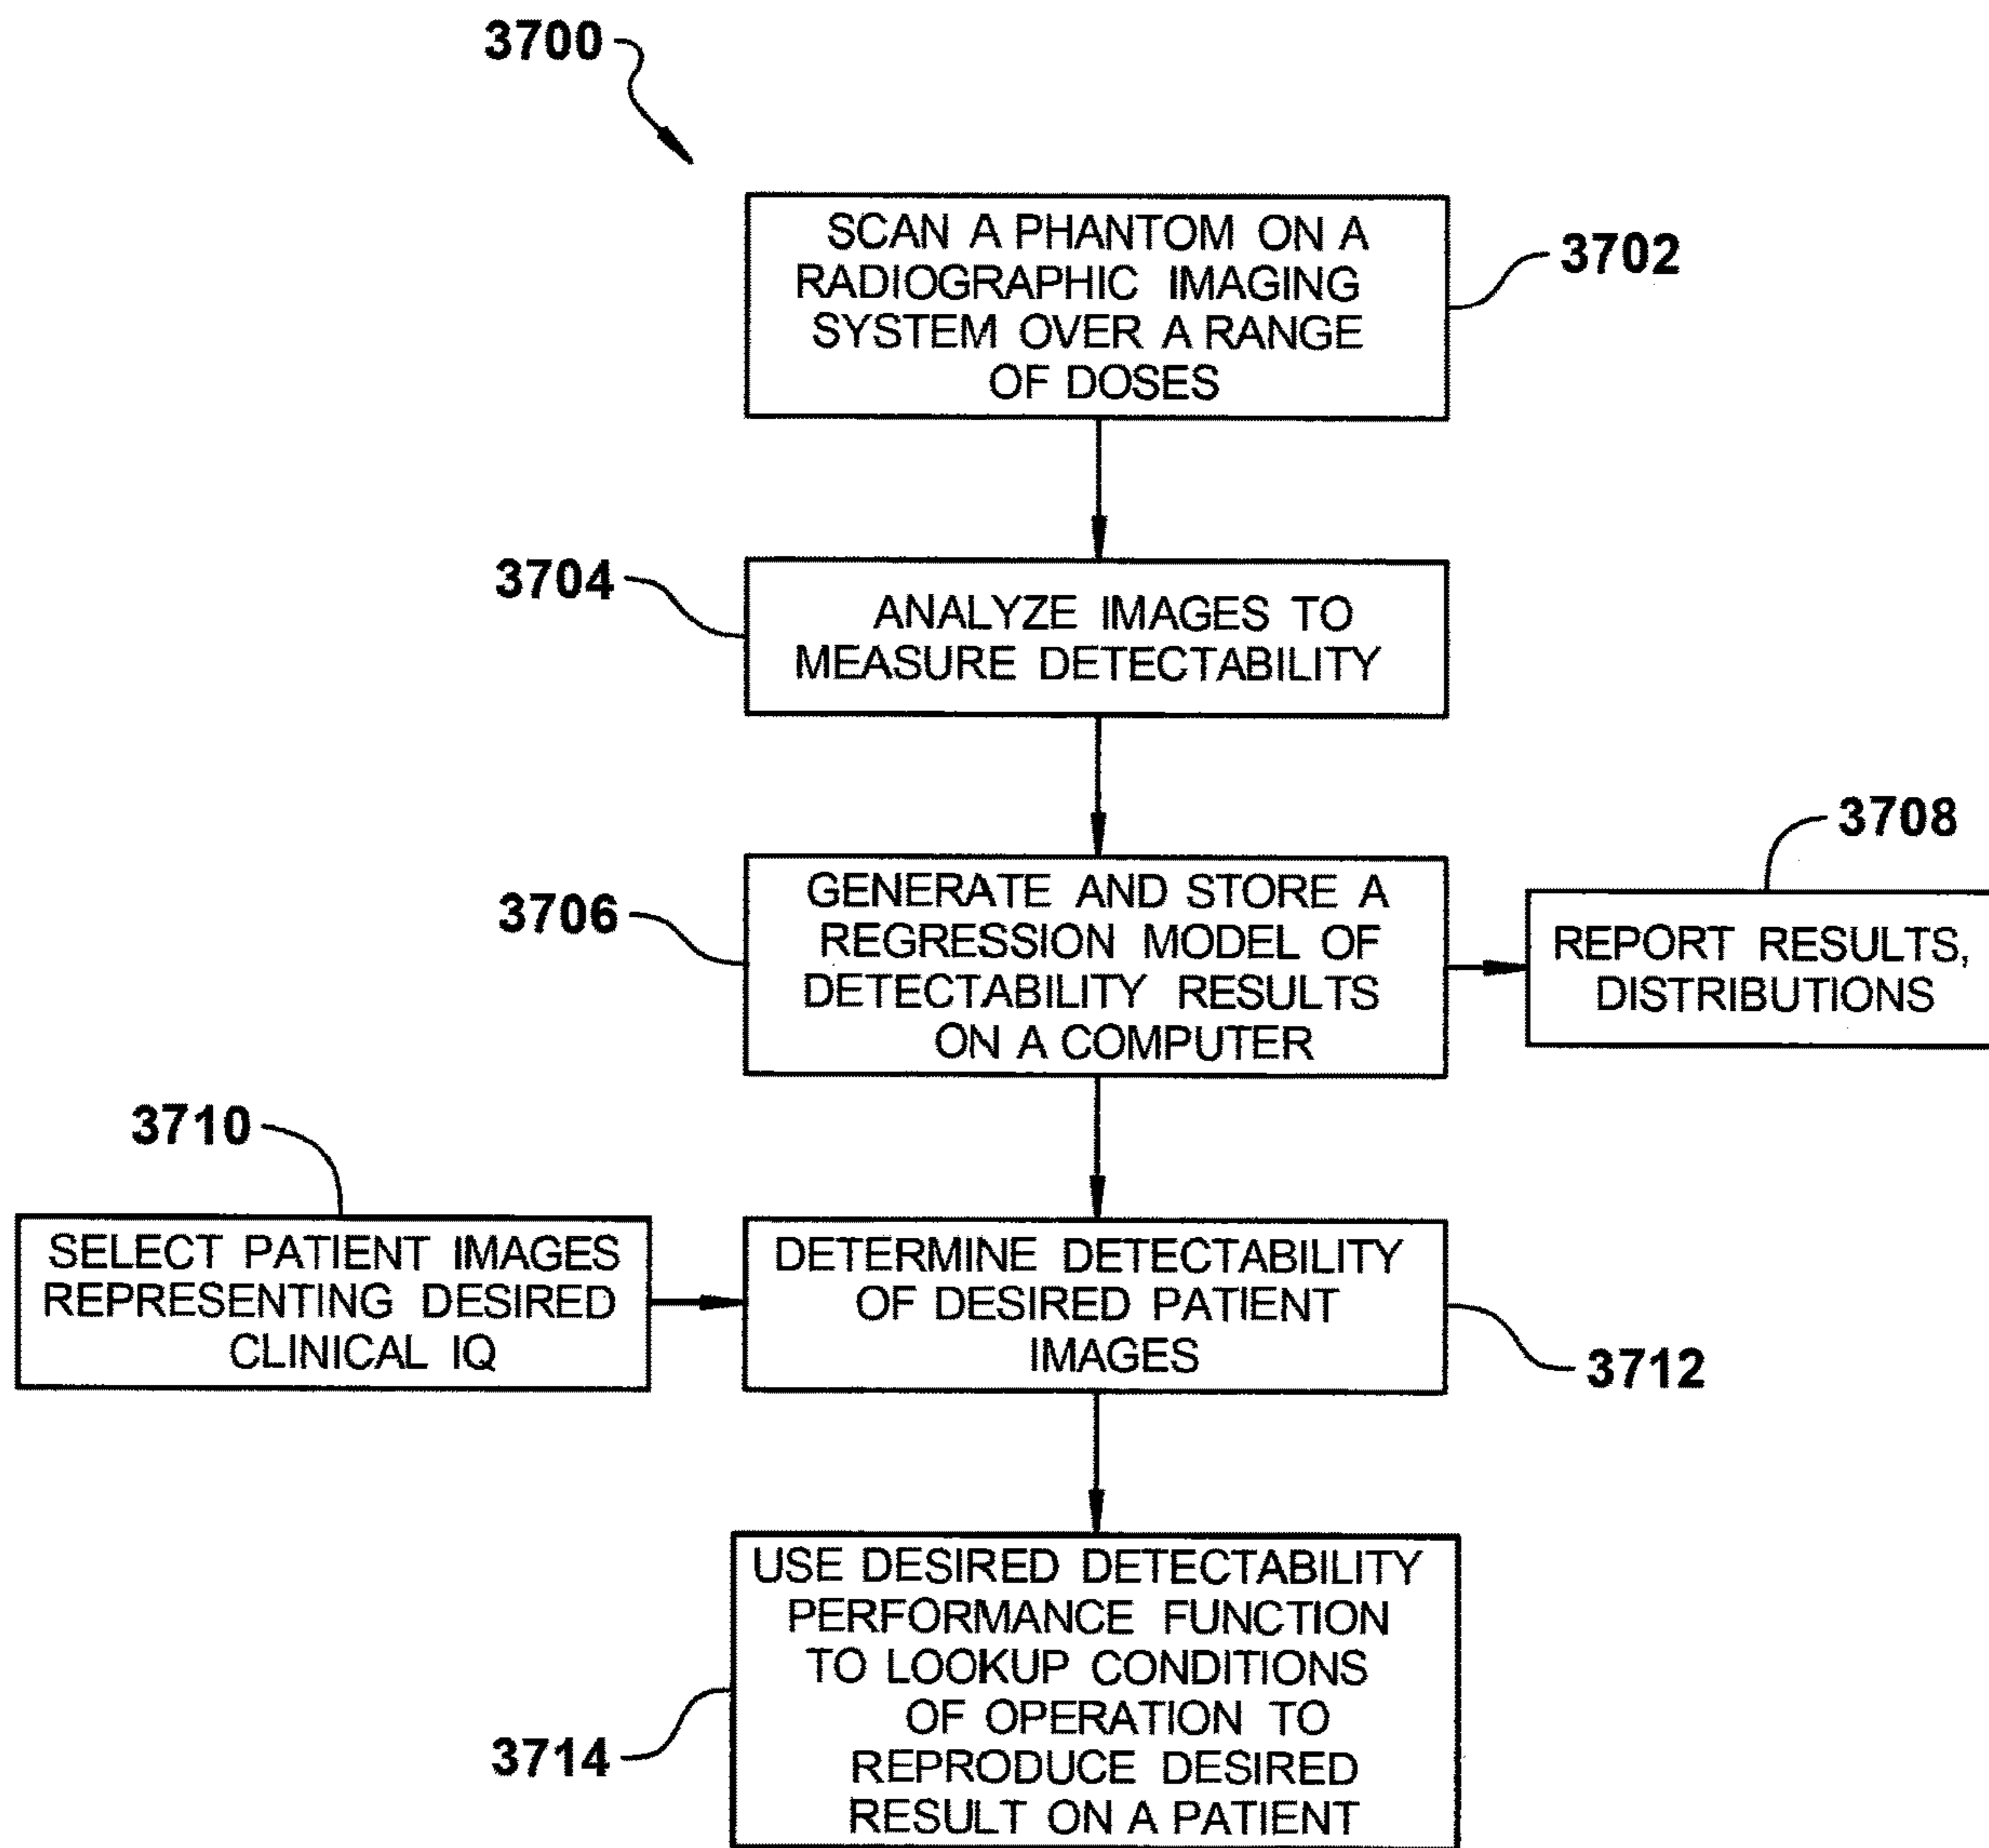 3700
SCAN A PHANTOM ON A
RADIOGRAPHIC IMAGING
SYSTEM OVER A RANGE
OF DOSES
3702
3704
ANALYZE IMAGES TO
MEASURE DETECTABILITY
3706
GENERATE AND STORE A
REGRESSION MODEL OF
DETECTABILITY RESULTS
ON A COMPUTER
3708
REPORT RESULTS,
DISTRIBUTIONS
3710
SELECT PATIENT IMAGES
REPRESENTING DESIRED
CLINICAL IQ
DETERMINE DETECTABILITY
OF DESIRED PATIENT
IMAGES
3712
USE DESIRED DETECTABILITY
PERFORMANCE FUNCTION
TO LOOKUP CONDITIONS
OF OPERATION TO
REPRODUCE DESIRED
RESULT ON A PATIENT
3714